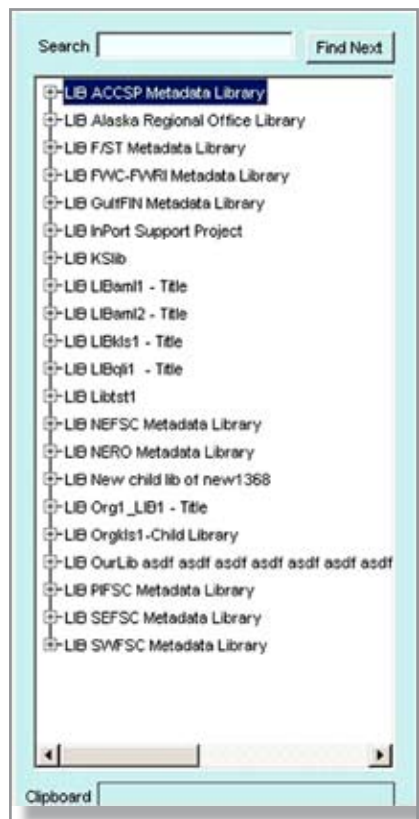 Search
Find Next
LIB ACCSP Metadata Library
LIB Alaska Regional Office Library
LIB F/ST Metadata Library
LIB FWC-FWRI Metadata Library
LIB GulfFIN Metadata Library
LIB InPort Support Project
LIB KSlib
LIB LIBaml1 - Title
LIB LIBaml2 - Title
LIB LIBkls1 - Title
LIB LIBqli1 - Title
LIB Libtst1
LIB NEFSC Metadata Library
LIB NERO Metadata Library
LIB New child lib of new1368
LIB Org1_LIB1 - Title
LIB Orgkls1-Child Library
LIB OurLib asdf asdf asdf asdf asdf asdf asdf
LIB PIFSC Metadata Library
LIB SEFSC Metadata Library
LIB SWFSC Metadata Library
Clipboard